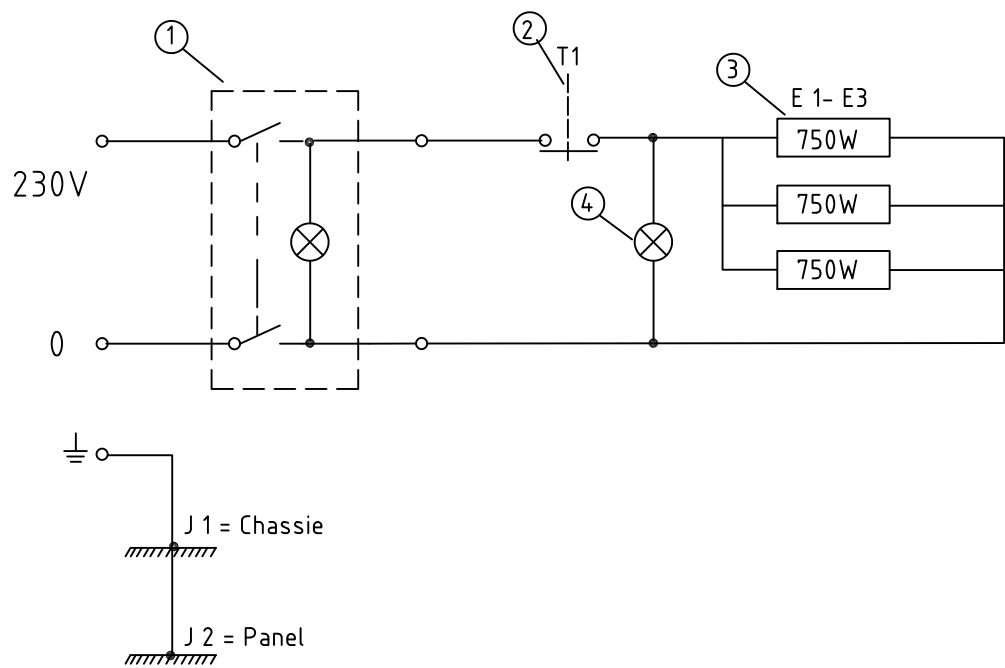 1
2
T1
3
E 1- E3
750W
230V
750W
4
750W
0
J 1 = Chassie
J 2 = Panel